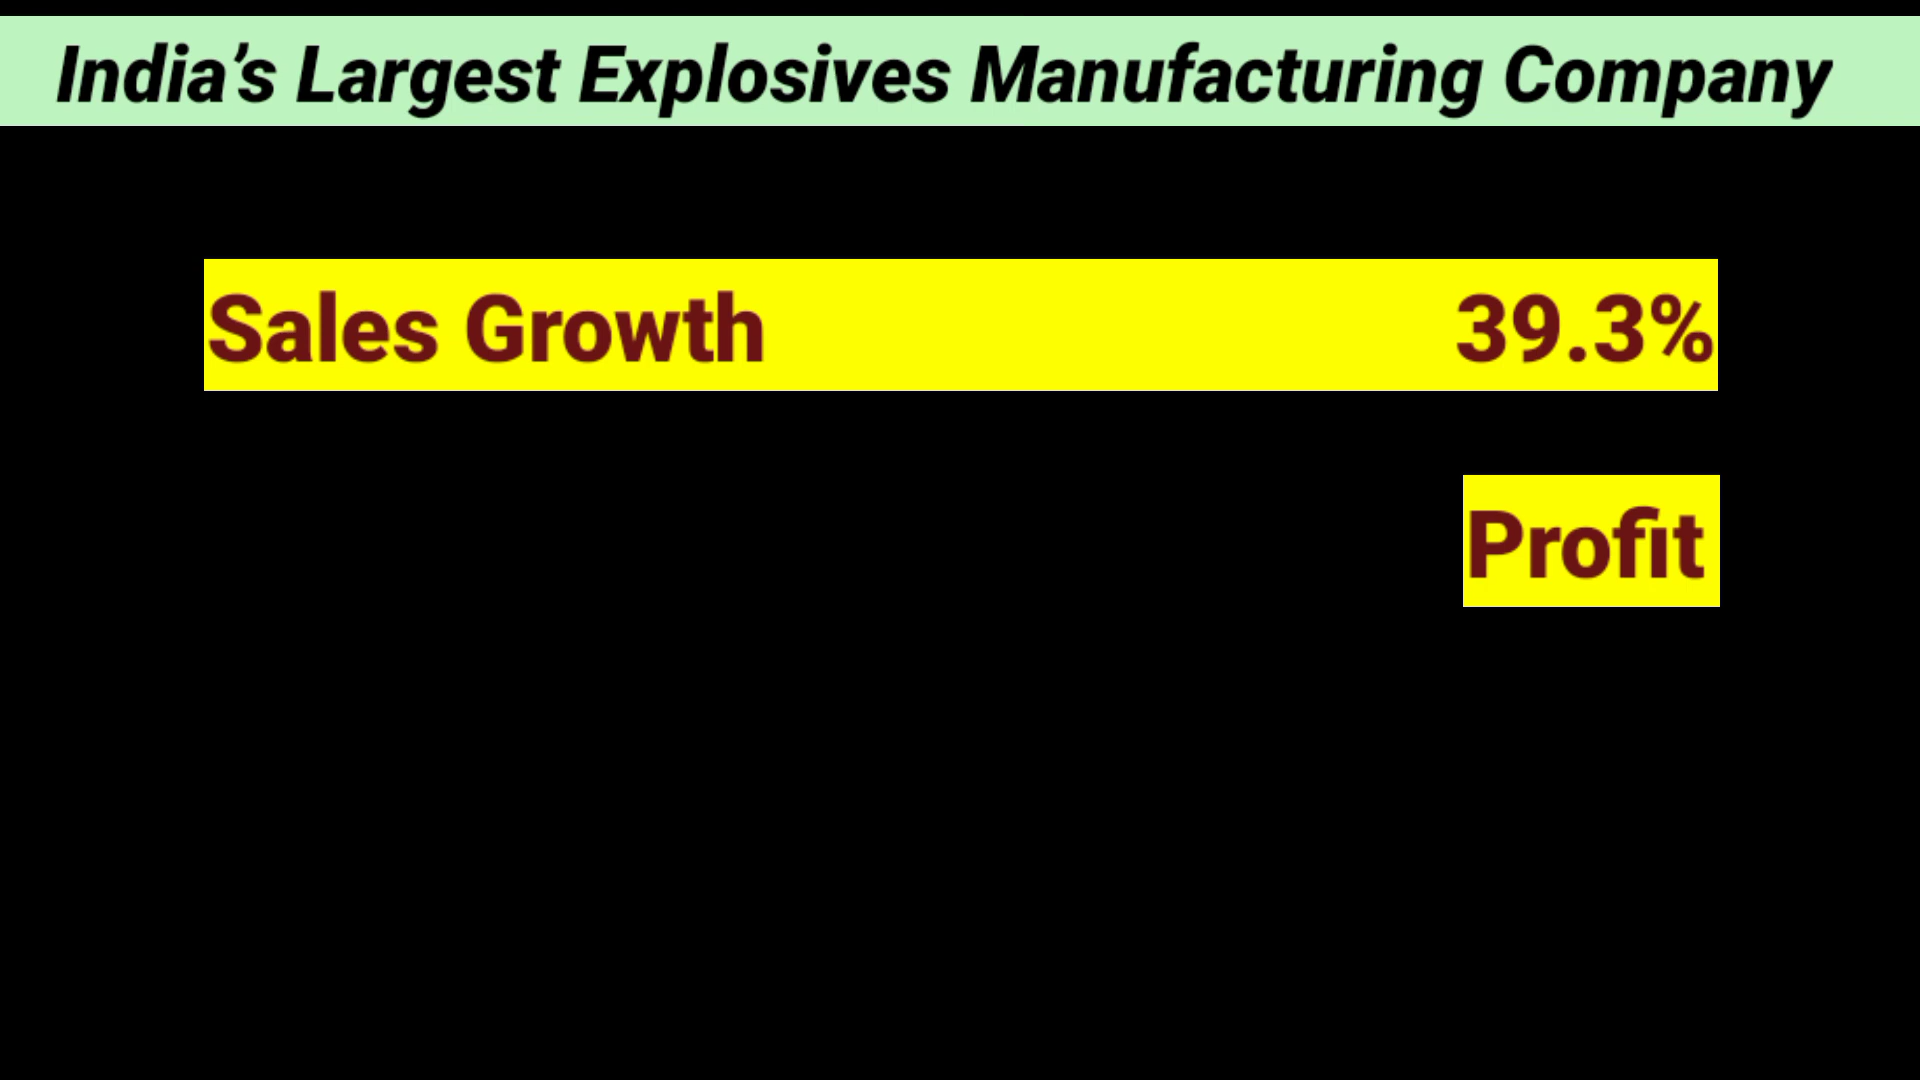 India’s Largest Explosives Manufacturing Company
Sales Growth 39.3%
Profit